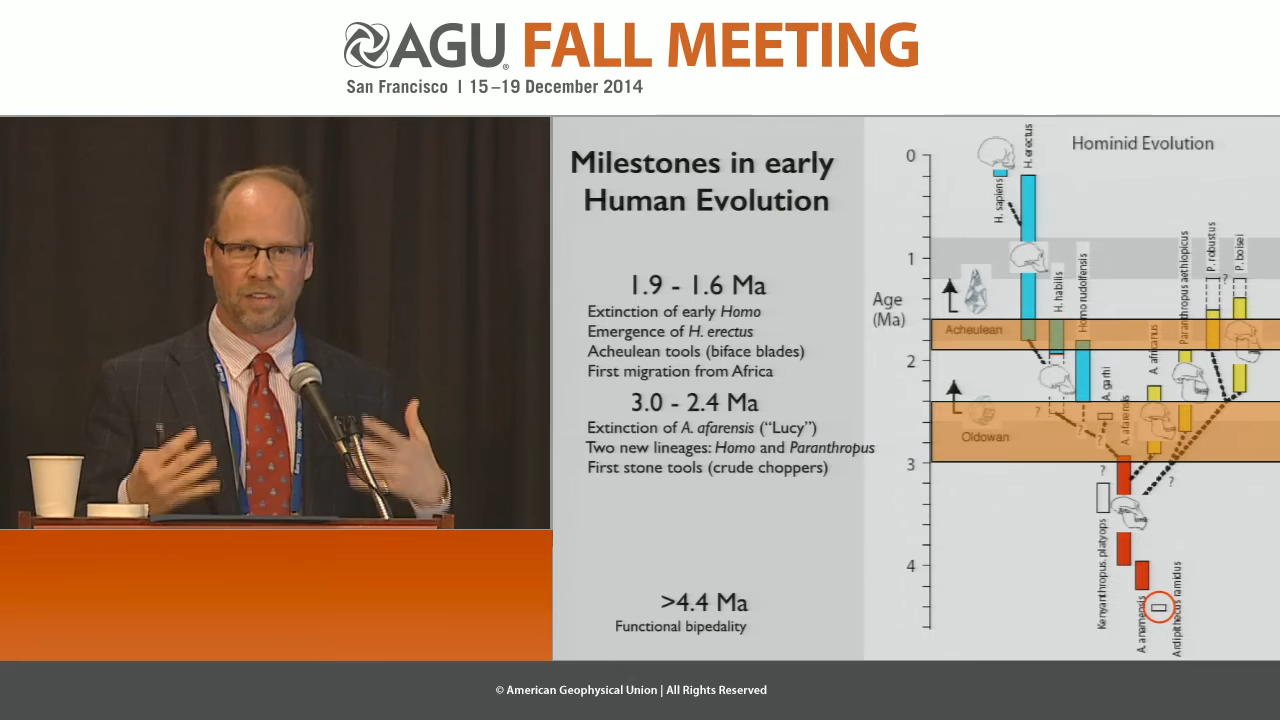 AGU FALL MEETING
San Francisco | 15–19 December 2014
Milestones in early
Human Evolution
1.9 - 1.6 Ma
Extinction of early Homo
Emergence of H. erectus
Acheulean tools (biface blades)
First migration from Africa
3.0 - 2.4 Ma
Extinction of A. afarensis ("Lucy")
Two new lineages: Homo and Paranthropus
First stone tools (crude choppers)
>4.4 Ma
Functional bipedality
Hominid Evolution
Age
(Ma)
0
1
2
3
4
Acheulean
Oldowan
H. sapiens
H. erectus
H. habilis
Homo rudolfensis
A. garhi
A. afarensis
A. africanus
Paranthropus aethiopicus
P. robustus
P. boisei
?
?
?
?
?
?
Kenyanthropus platyops
A. anamensis
Ardipithecus ramidus
© American Geophysical Union | All Rights Reserved